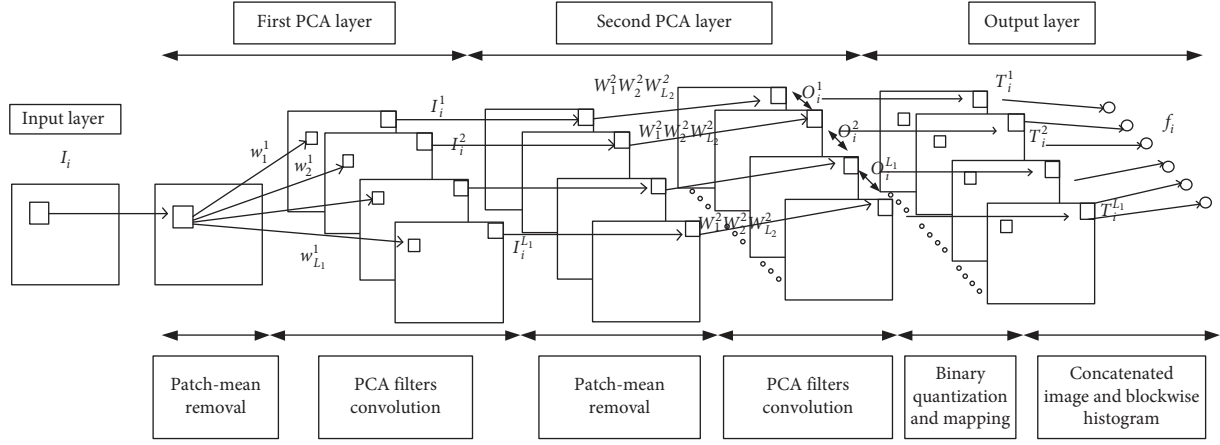 First PCA layer
Second PCA layer
Output layer
Input layer
I_i
w_1^1
w_2^1
w_{L_1}^1
I_i^1
I_i^2
I_i^{L_1}
W_1^2 W_2^2 W_{L_2}^2
W_1^2 W_2^2 W_{L_2}^2
W_1^2 W_2^2 W_{L_2}^2
O_i^1
O_i^2
O_i^{L_1}
T_i^1
T_i^2
T_i^{L_1}
f_i
Patch-mean
removal
PCA filters
convolution
Patch-mean
removal
PCA filters
convolution
Binary
quantization
and mapping
Concatenated
image and blockwise
histogram